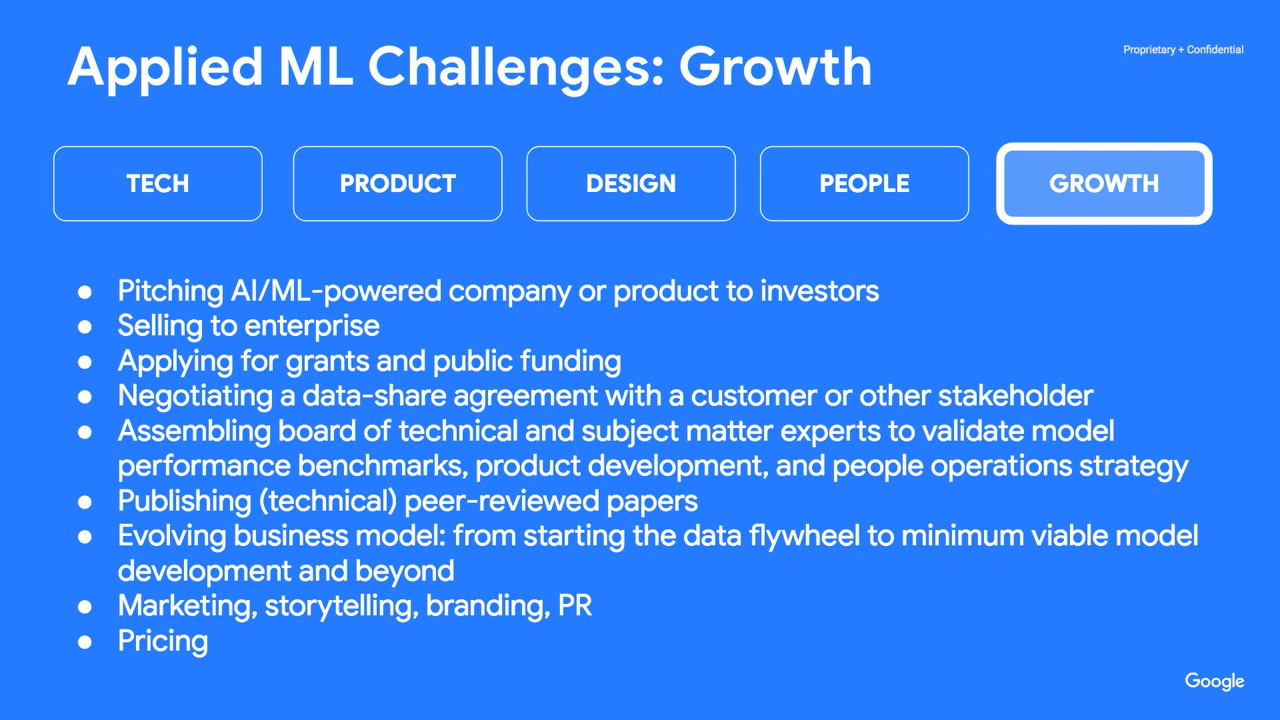 Applied ML Challenges: Growth
Proprietary + Confidential
TECH
PRODUCT
DESIGN
PEOPLE
GROWTH
● Pitching AI/ML-powered company or product to investors
● Selling to enterprise
● Applying for grants and public funding
● Negotiating a data-share agreement with a customer or other stakeholder
● Assembling board of technical and subject matter experts to validate model
performance benchmarks, product development, and people operations strategy
● Publishing (technical) peer-reviewed papers
● Evolving business model: from starting the data flywheel to minimum viable model
development and beyond
● Marketing, storytelling, branding, PR
● Pricing
Google